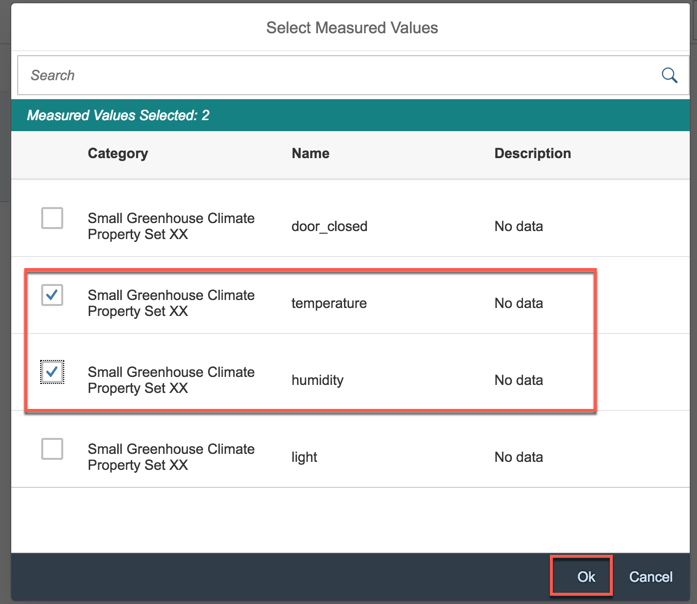 Select Measured Values
Search
Measured Values Selected: 2
Category Name Description
Small Greenhouse Climate
Property Set XX
door_closed
No data
Small Greenhouse Climate
Property Set XX
temperature
No data
Small Greenhouse Climate
Property Set XX
humidity
No data
Small Greenhouse Climate
Property Set XX
light
No data
Ok Cancel